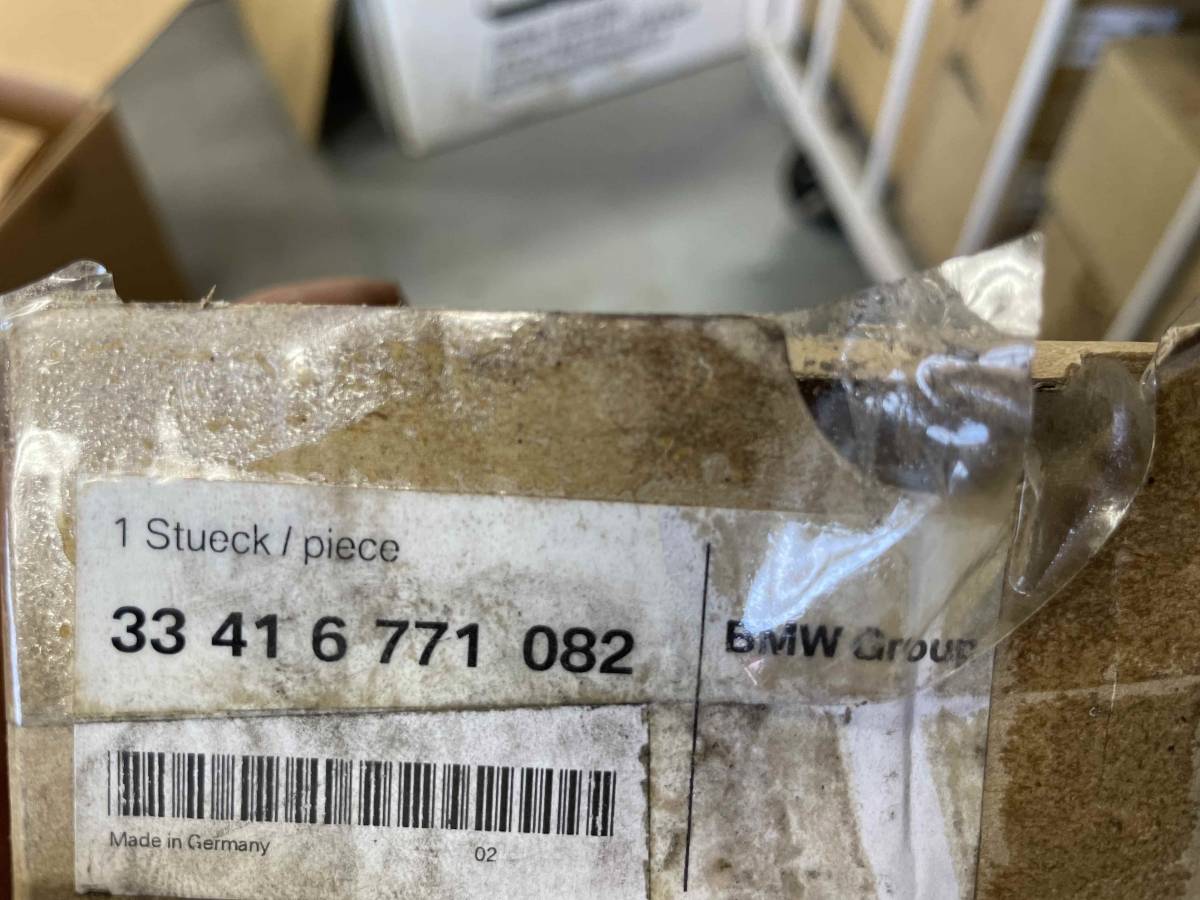 1 Stueck / piece
33 41 6 771 082
BMW Group
Made in Germany
02